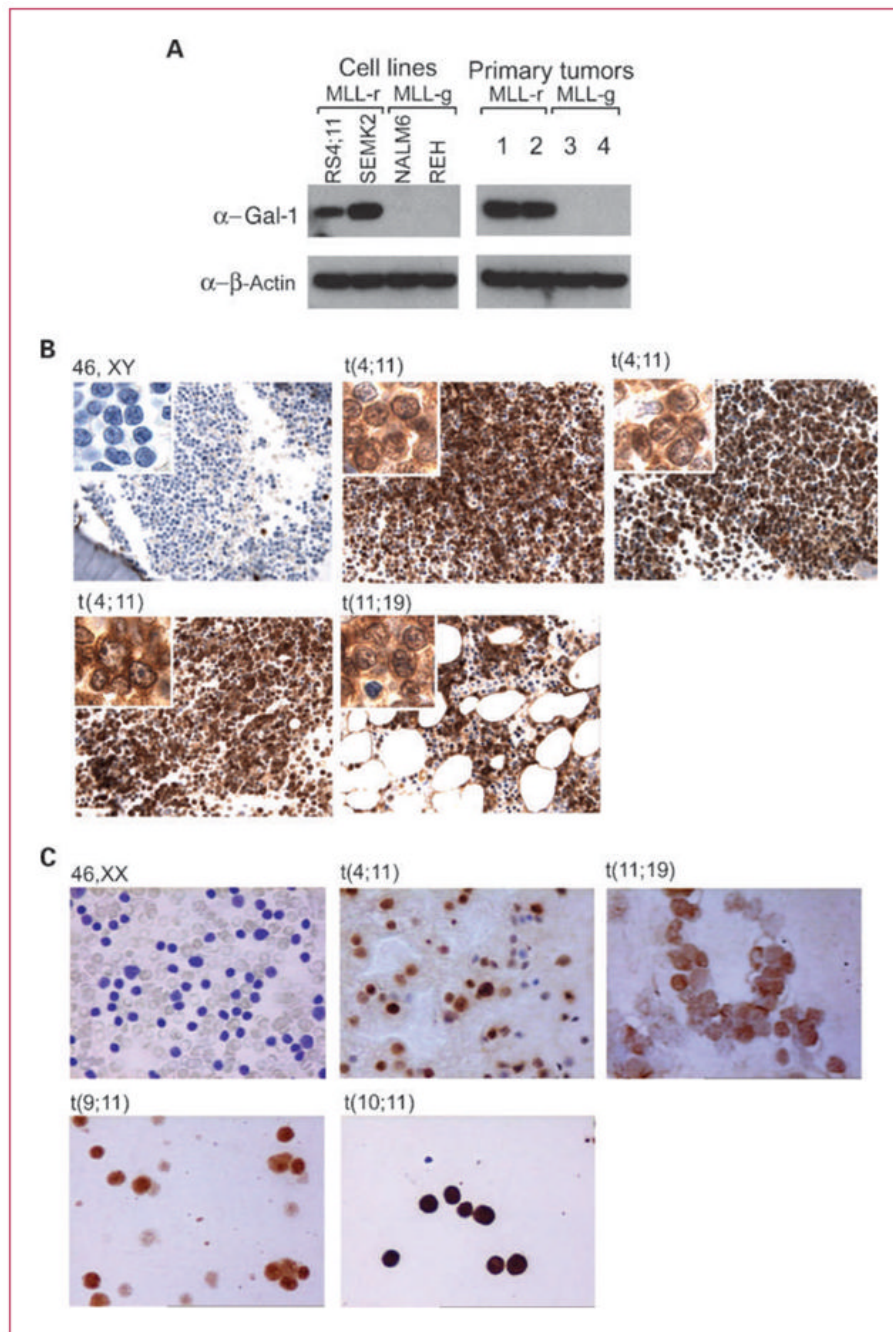 A
Cell lines
Primary tumors
MLL-r MLL-g
MLL-r MLL-g
RS4;11
SEMK2
NALM6
REH
1 2 3 4
α–Gal-1
α–β-Actin
B
46, XY
t(4;11)
t(4;11)
t(4;11)
t(11;19)
C
46,XX
t(4;11)
t(11;19)
t(9;11)
t(10;11)